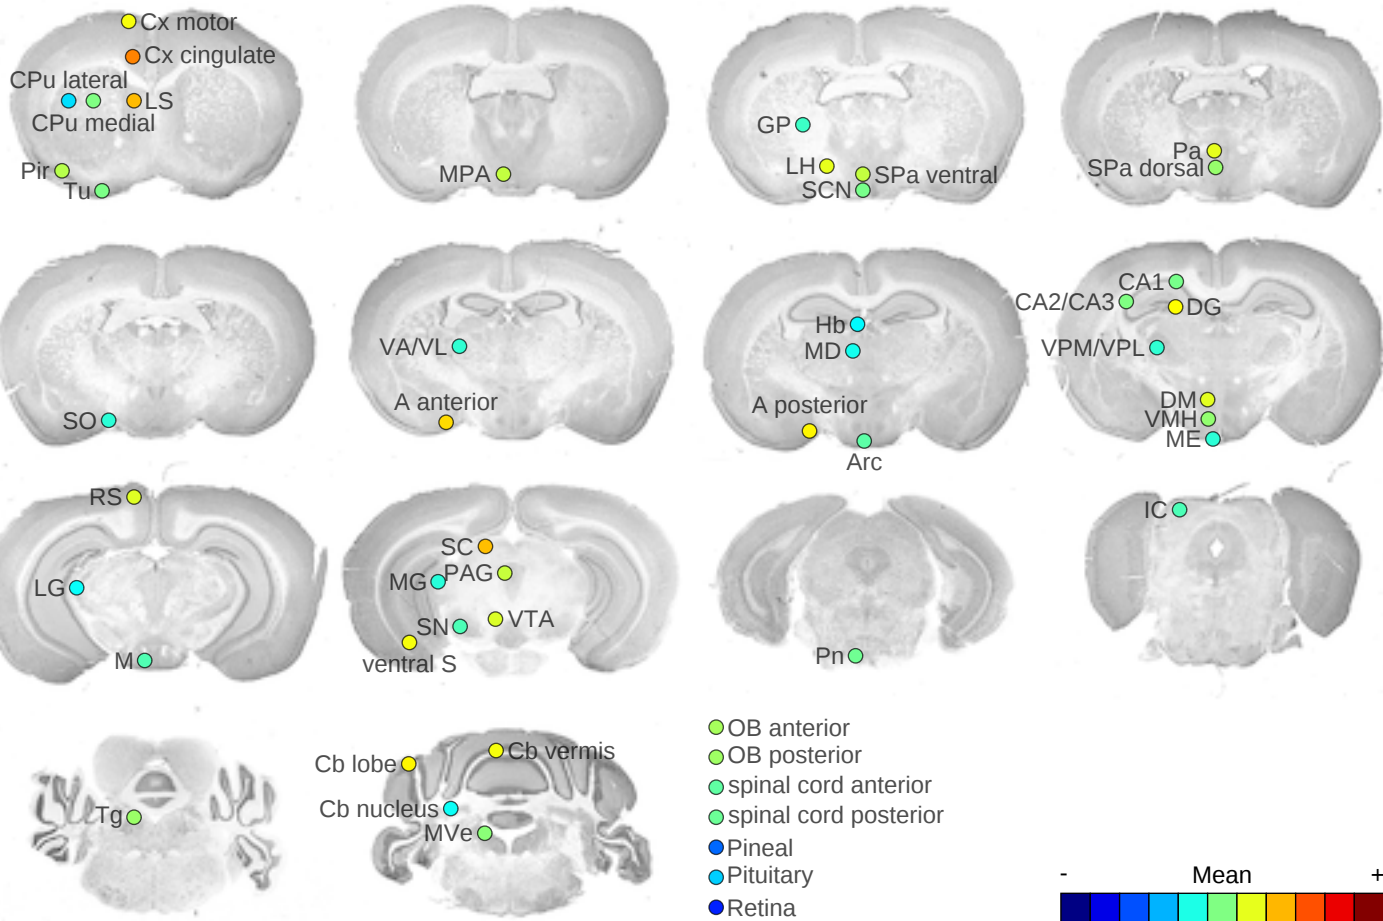 Cx motor
Cx cingulate
CPu lateral
LS
CPu medial
Pir
Tu
MPA
GP
LH
SPa ventral
SCN
Pa
SPa dorsal
SO
VA/VL
A anterior
Hb
MD
A posterior
Arc
CA1
CA2/CA3
DG
VPM/VPL
DM
VMH
ME
RS
LG
M
SC
MG
PAG
SN
VTA
ventral S
Pn
IC
Tg
Cb lobe
Cb vermis
Cb nucleus
MVe
OB anterior
OB posterior
spinal cord anterior
spinal cord posterior
Pineal
Pituitary
Retina
- Mean +